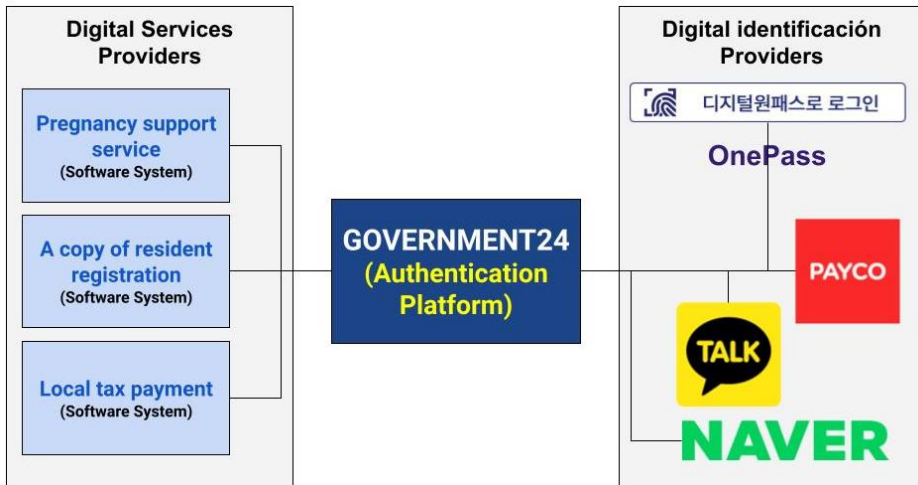 Digital Services
Providers
Pregnancy support
service
(Software System)
A copy of resident
registration
(Software System)
Local tax payment
(Software System)
GOVERNMENT24
(Authentication
Platform)
Digital identificación
Providers
디지털원패스로 로그인
OnePass
PAYCO
TALK
NAVER